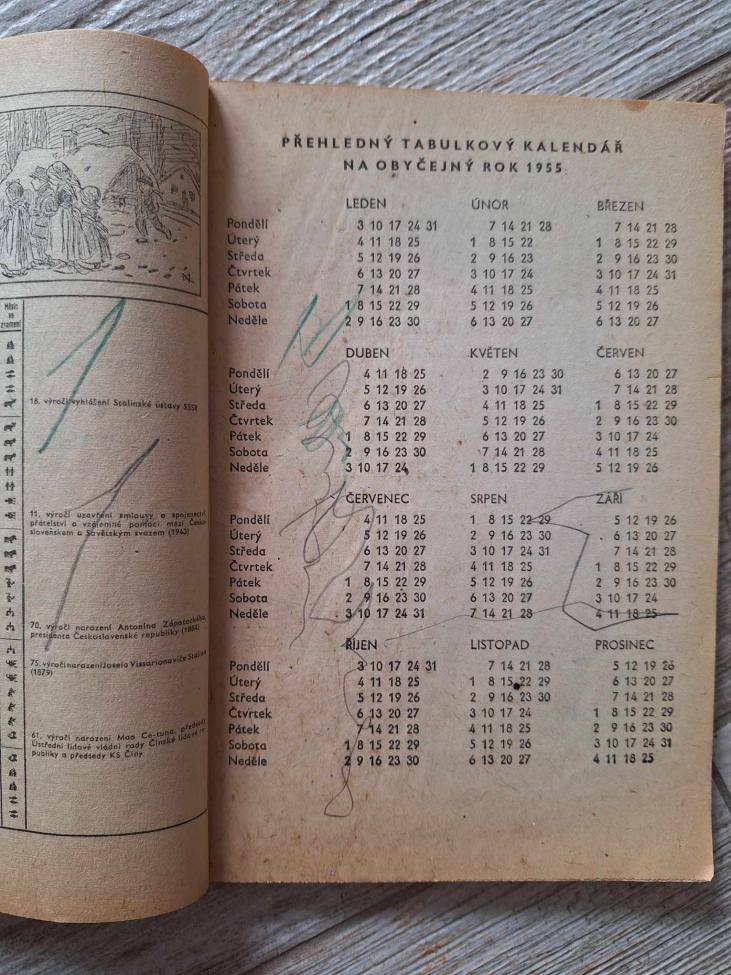 Měsíc
ve
znamení
18. výročí vyhlášení Stalinské ústavy SSSR
11. výročí uzavření smlouvy o spojenectví,
přátelství a vzájemné pomoci mezi Česko-
slovenskem a Sovětským svazem (1943)
70. výročí narození Antonína Zápotockého,
presidenta Československé republiky (1884)
75. výročí narození Josefa Vissarionoviče Stalina
(1879)
61. výročí narození Mao Ce-tunga, předsedy
Ústřední lidové vládní rady Čínské lidové re-
publiky a předsedy KS Číny
PŘEHLEDNÝ TABULKOVÝ KALENDÁŘ
NA OBYČEJNÝ ROK 1955
LEDEN ÚNOR BŘEZEN
Pondělí 3 10 17 24 31 7 14 21 28 7 14 21 28
Úterý 4 11 18 25 1 8 15 22 1 8 15 22 29
Středa 5 12 19 26 2 9 16 23 2 9 16 23 30
Čtvrtek 6 13 20 27 3 10 17 24 3 10 17 24 31
Pátek 7 14 21 28 4 11 18 25 4 11 18 25
Sobota 1 8 15 22 29 5 12 19 26 5 12 19 26
Neděle 2 9 16 23 30 6 13 20 27 6 13 20 27
DUBEN KVĚTEN ČERVEN
Pondělí 4 11 18 25 2 9 16 23 30 6 13 20 27
Úterý 5 12 19 26 3 10 17 24 31 7 14 21 28
Středa 6 13 20 27 4 11 18 25 1 8 15 22 29
Čtvrtek 7 14 21 28 5 12 19 26 2 9 16 23 30
Pátek 1 8 15 22 29 6 13 20 27 3 10 17 24
Sobota 2 9 16 23 30 7 14 21 28 4 11 18 25
Neděle 3 10 17 24 1 8 15 22 29 5 12 19 26
ČERVENEC SRPEN ZÁŘÍ
Pondělí 4 11 18 25 1 8 15 22 29 5 12 19 26
Úterý 5 12 19 26 2 9 16 23 30 6 13 20 27
Středa 6 13 20 27 3 10 17 24 31 7 14 21 28
Čtvrtek 7 14 21 28 4 11 18 25 1 8 15 22 29
Pátek 1 8 15 22 29 5 12 19 26 2 9 16 23 30
Sobota 2 9 16 23 30 6 13 20 27 3 10 17 24
Neděle 3 10 17 24 31 7 14 21 28 4 11 18 25
ŘÍJEN LISTOPAD PROSINEC
Pondělí 3 10 17 24 31 7 14 21 28 5 12 19 26
Úterý 4 11 18 25 1 8 15 22 29 6 13 20 27
Středa 5 12 19 26 2 9 16 23 30 7 14 21 28
Čtvrtek 6 13 20 27 3 10 17 24 1 8 15 22 29
Pátek 7 14 21 28 4 11 18 25 2 9 16 23 30
Sobota 1 8 15 22 29 5 12 19 26 3 10 17 24 31
Neděle 2 9 16 23 30 6 13 20 27 4 11 18 25